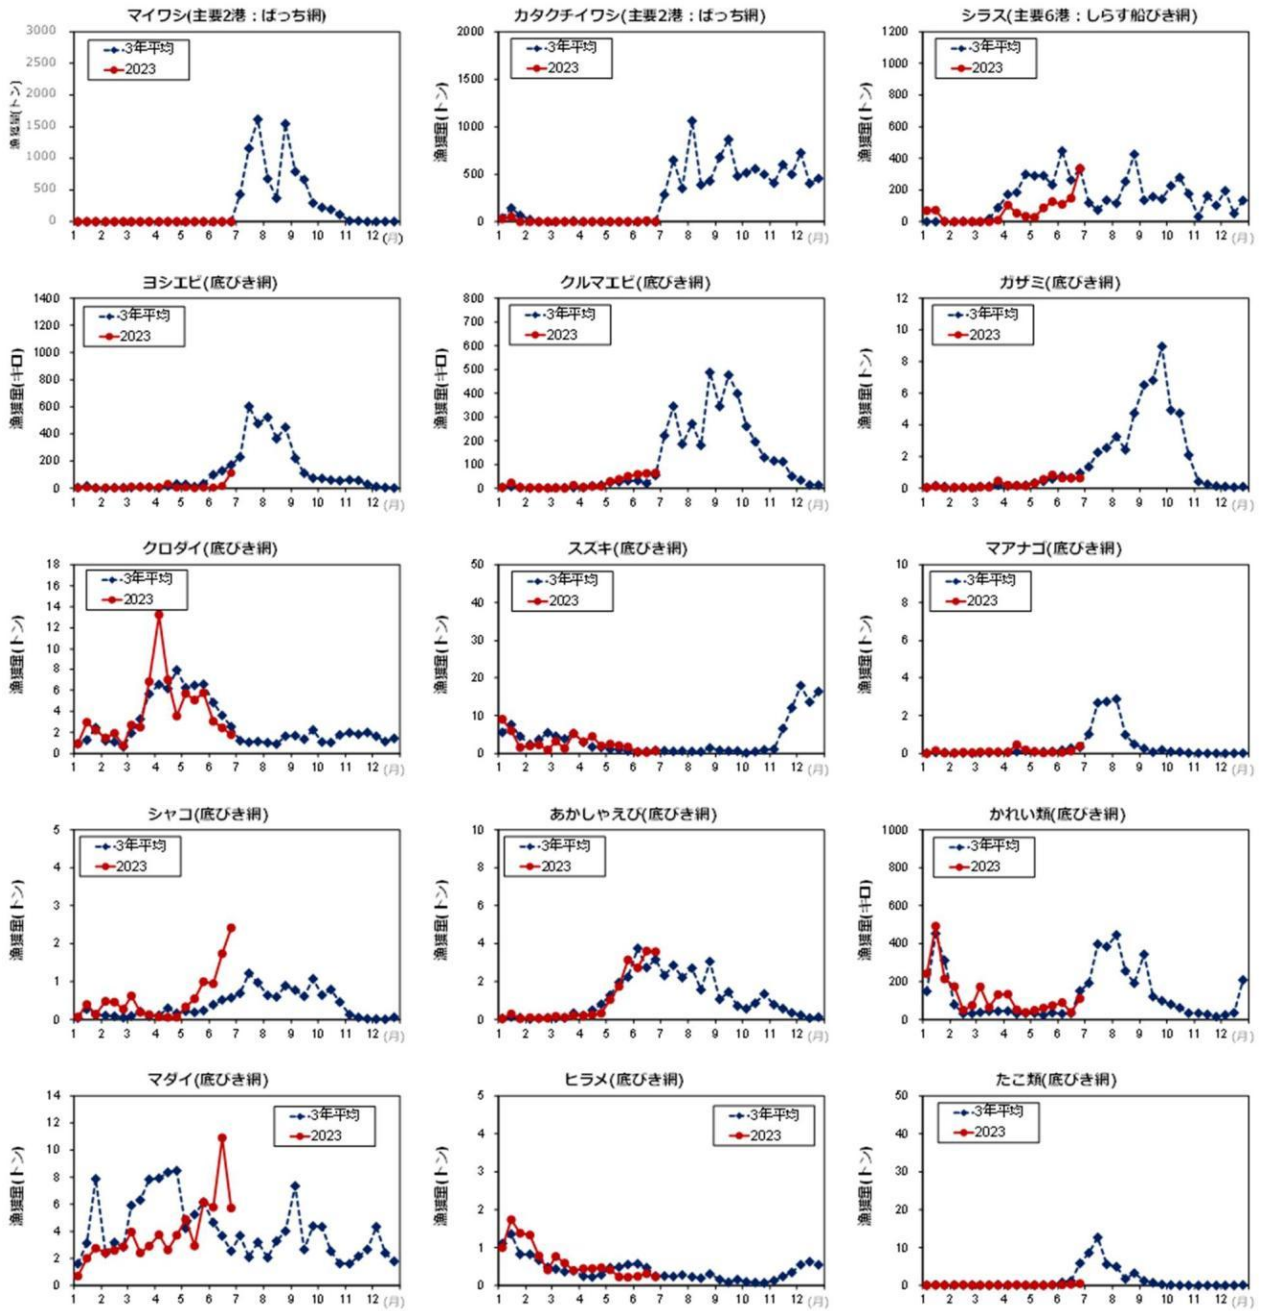 マイワシ(主要2港：ばっち網)
3年平均
2023
漁獲量(トン)
3000
2500
2000
1500
1000
500
0
1 2 3 4 5 6 7 8 9 10 11 12 (月)
カタクチイワシ(主要2港：ばっち網)
3年平均
2023
漁獲量(トン)
2000
1500
1000
500
0
1 2 3 4 5 6 7 8 9 10 11 12 (月)
シラス(主要6港：しらす船びき網)
3年平均
2023
漁獲量(トン)
1200
1000
800
600
400
200
0
1 2 3 4 5 6 7 8 9 10 11 12 (月)
ヨシエビ(底びき網)
3年平均
2023
漁獲量(キロ)
1400
1200
1000
800
600
400
200
0
1 2 3 4 5 6 7 8 9 10 11 12 (月)
クルマエビ(底びき網)
3年平均
2023
漁獲量(キロ)
800
700
600
500
400
300
200
100
0
1 2 3 4 5 6 7 8 9 10 11 12 (月)
ガザミ(底びき網)
3年平均
2023
漁獲量(トン)
12
10
8
6
4
2
0
1 2 3 4 5 6 7 8 9 10 11 12 (月)
クロダイ(底びき網)
3年平均
2023
漁獲量(トン)
18
16
14
12
10
8
6
4
2
0
1 2 3 4 5 6 7 8 9 10 11 12 (月)
スズキ(底びき網)
3年平均
2023
漁獲量(トン)
50
40
30
20
10
0
1 2 3 4 5 6 7 8 9 10 11 12 (月)
マアナゴ(底びき網)
3年平均
2023
漁獲量(トン)
10
8
6
4
2
0
1 2 3 4 5 6 7 8 9 10 11 12 (月)
シャコ(底びき網)
3年平均
2023
漁獲量(トン)
5
4
3
2
1
0
1 2 3 4 5 6 7 8 9 10 11 12 (月)
あかしゃえび(底びき網)
3年平均
2023
漁獲量(トン)
10
8
6
4
2
0
1 2 3 4 5 6 7 8 9 10 11 12 (月)
かれい類(底びき網)
3年平均
2023
漁獲量(キロ)
1000
800
600
400
200
0
1 2 3 4 5 6 7 8 9 10 11 12 (月)
マダイ(底びき網)
3年平均
2023
漁獲量(トン)
14
12
10
8
6
4
2
0
1 2 3 4 5 6 7 8 9 10 11 12 (月)
ヒラメ(底びき網)
3年平均
2023
漁獲量(トン)
5
4
3
2
1
0
1 2 3 4 5 6 7 8 9 10 11 12 (月)
たこ類(底びき網)
3年平均
2023
漁獲量(トン)
50
40
30
20
10
0
1 2 3 4 5 6 7 8 9 10 11 12 (月)